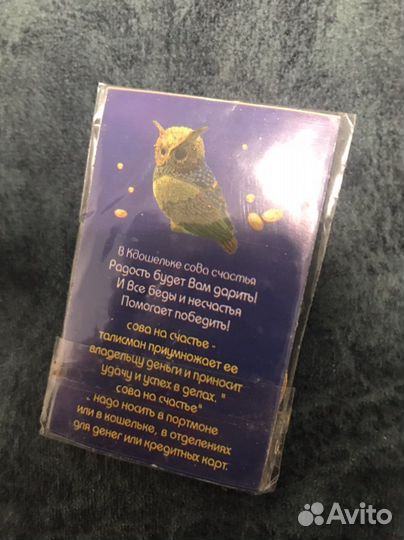 В Кдошельке сова счастья
Радость будет Вам дарить!
И Все беды и несчастья
Помогает победить!
сова на счастье -
талисман приумножает ее
владельцу деньги и приносит
удачу и успех в делах. "
сова на счастье"
- надо носить в портмоне
или в кошельке, в отделениях
для денег или кредитных карт.
Avito